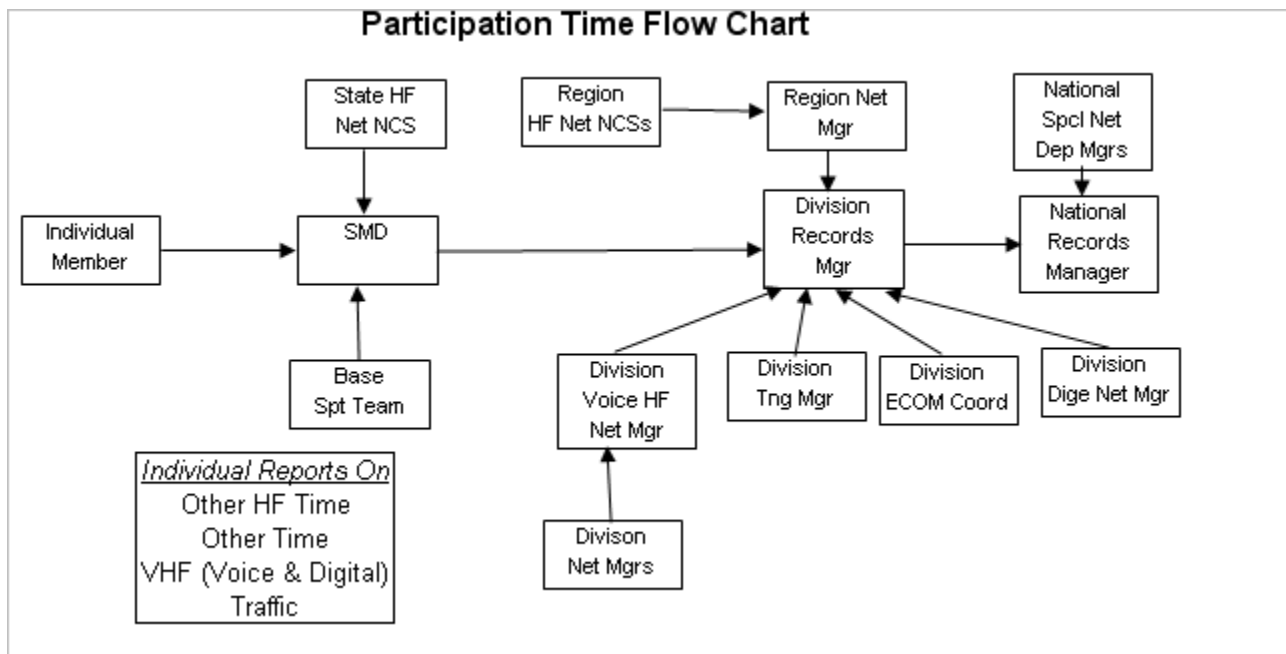 Participation Time Flow Chart
State HF
Net NCS
Region
HF Net NCSs
Region Net
Mgr
National
Spcl Net
Dep Mgrs
Individual
Member
SMD
Division
Records
Mgr
National
Records
Manager
Base
Spt Team
Division
Voice HF
Net Mgr
Division
Tng Mgr
Division
ECOM Coord
Division
Dige Net Mgr
Individual Reports On
Other HF Time
Other Time
VHF (Voice & Digital)
Traffic
Divison
Net Mgrs